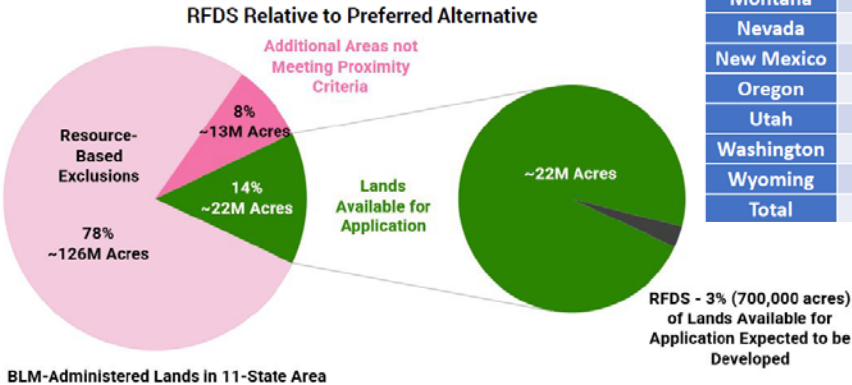 RFDS Relative to Preferred Alternative
Additional Areas not
Meeting Proximity
Criteria
8%
~13M Acres
Resource-
Based
Exclusions
14%
~22M Acres
78%
~126M Acres
Lands
Available for
Application
~22M Acres
RFDS - 3% (700,000 acres)
of Lands Available for
Application Expected to be
Developed
BLM-Administered Lands in 11-State Area
Montana
Nevada
New Mexico
Oregon
Utah
Washington
Wyoming
Total